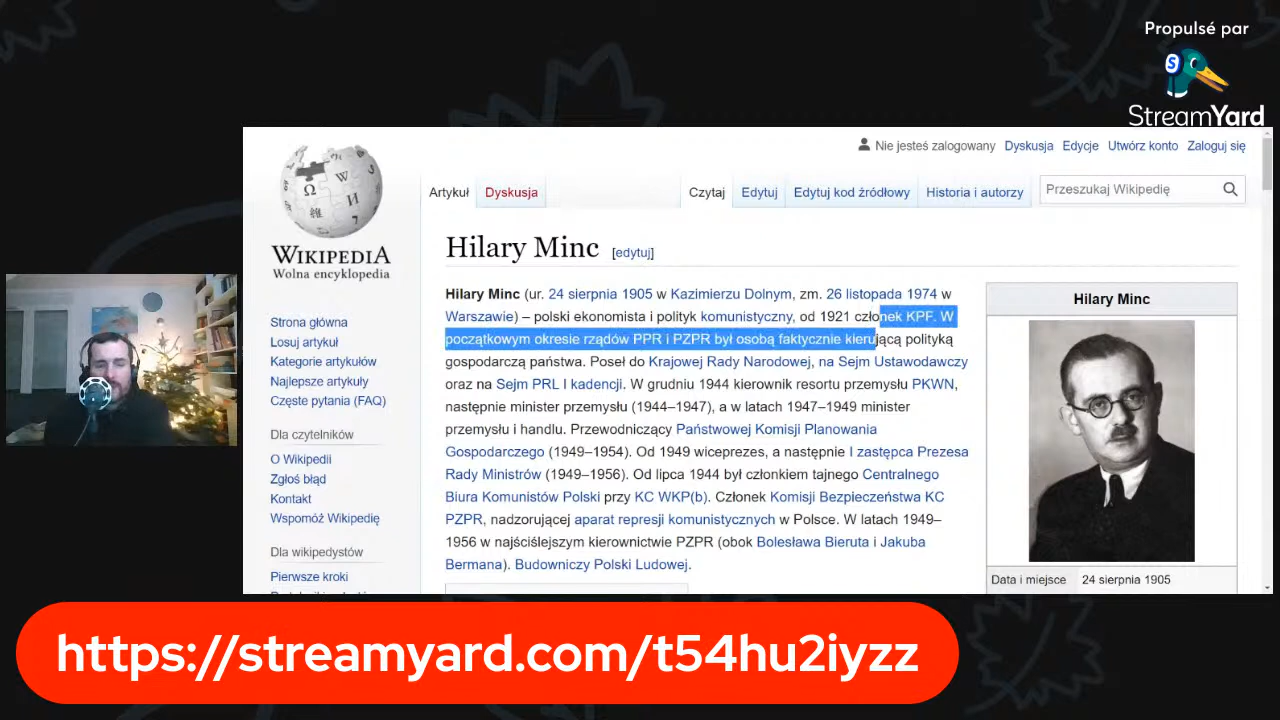 Propulsé par
StreamYard
Nie jesteś zalogowany Dyskusja Edycje Utwórz konto Zaloguj się
Artykuł Dyskusja Czytaj Edytuj Edytuj kod źródłowy Historia i autorzy Przeszukaj Wikipedię
WIKIPEDIA
Wolna encyklopedia
Strona główna
Losuj artykuł
Kategorie artykułów
Najlepsze artykuły
Częste pytania (FAQ)
Dla czytelników
O Wikipedii
Zgłoś błąd
Kontakt
Wspomóż Wikipedię
Dla wikipedystów
Pierwsze kroki
Hilary Minc [edytuj]
Hilary Minc (ur. 24 sierpnia 1905 w Kazimierzu Dolnym, zm. 26 listopada 1974 w
Warszawie) – polski ekonomista i polityk komunistyczny, od 1921 członek KPF. W
początkowym okresie rządów PPR i PZPR był osobą faktycznie kierującą polityką
gospodarczą państwa. Poseł do Krajowej Rady Narodowej, na Sejm Ustawodawczy
oraz na Sejm PRL I kadencji. W grudniu 1944 kierownik resortu przemysłu PKWN,
następnie minister przemysłu (1944–1947), a w latach 1947–1949 minister
przemysłu i handlu. Przewodniczący Państwowej Komisji Planowania
Gospodarczego (1949–1954). Od 1949 wiceprezes, a następnie I zastępca Prezesa
Rady Ministrów (1949–1956). Od lipca 1944 był członkiem tajnego Centralnego
Biura Komunistów Polski przy KC WKP(b). Członek Komisji Bezpieczeństwa KC
PZPR, nadzorującej aparat represji komunistycznych w Polsce. W latach 1949–
1956 w najściślejszym kierownictwie PZPR (obok Bolesława Bieruta i Jakuba
Bermana). Budowniczy Polski Ludowej.
Hilary Minc
Data i miejsce 24 sierpnia 1905
https://streamyard.com/t54hu2iyzz